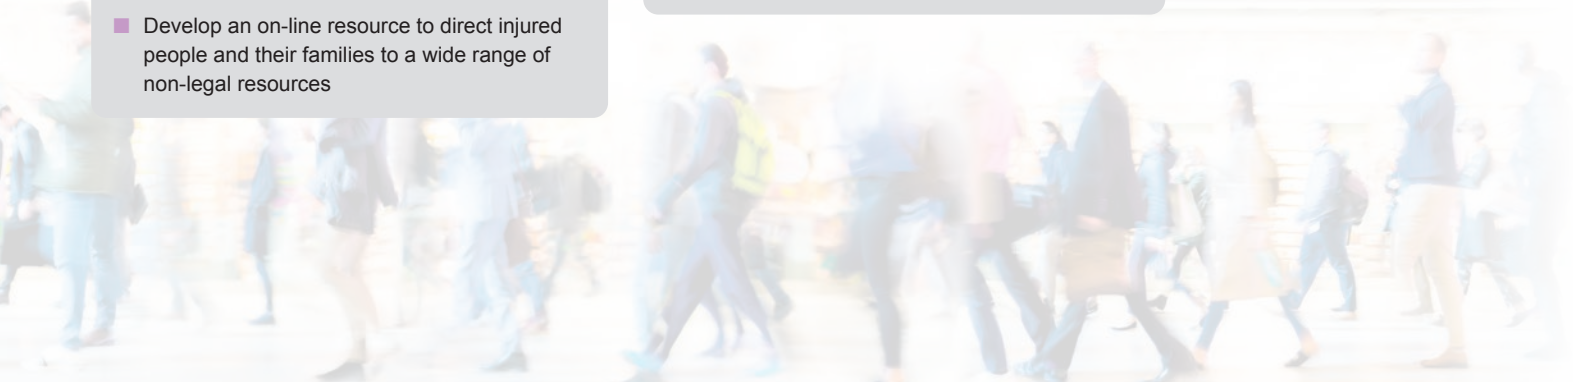 Develop an on-line resource to direct injured
people and their families to a wide range of
non-legal resources